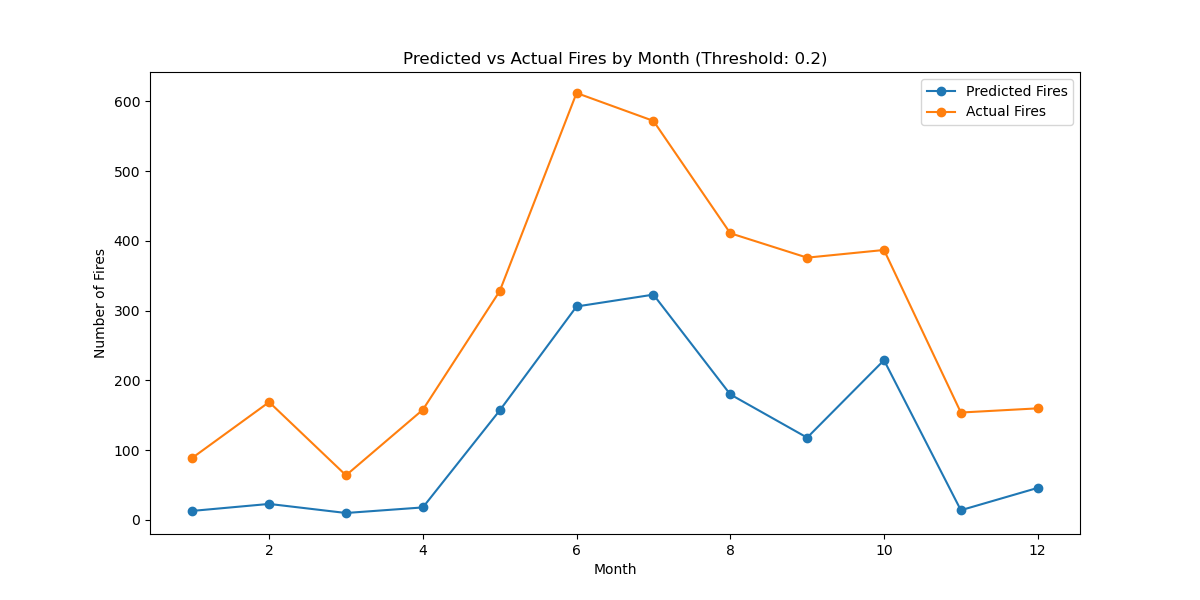 Predicted vs Actual Fires by Month (Threshold: 0.2)
Predicted Fires
Actual Fires
Number of Fires
600
500
400
300
200
100
0
2
4
6
8
10
12
Month